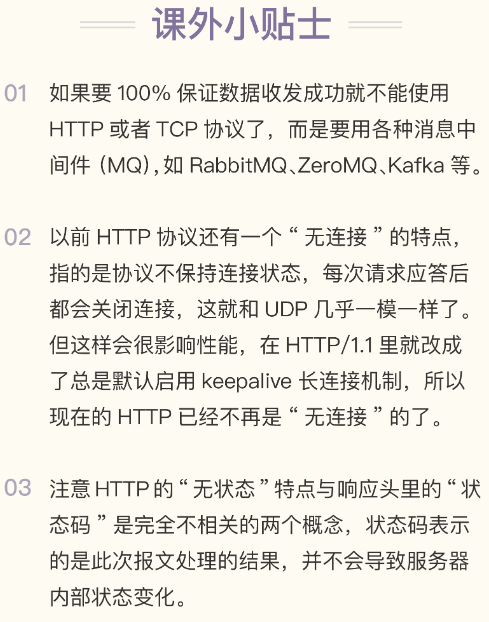 课外小贴士
01 如果要 100% 保证数据收发成功就不能使用
HTTP 或者 TCP 协议了，而是要用各种消息中
间件（MQ），如 RabbitMQ、ZeroMQ、Kafka 等。
02 以前 HTTP 协议还有一个“无连接”的特点，
指的是协议不保持连接状态，每次请求应答后
都会关闭连接，这就和 UDP 几乎一模一样了。
但这样会很影响性能，在 HTTP/1.1 里就改成
了总是默认启用 keepalive 长连接机制，所以
现在的 HTTP 已经不再是“无连接”的了。
03 注意 HTTP 的“无状态”特点与响应头里的“状
态码”是完全不相关的两个概念，状态码表示
的是此次报文处理的结果，并不会导致服务器
内部状态变化。